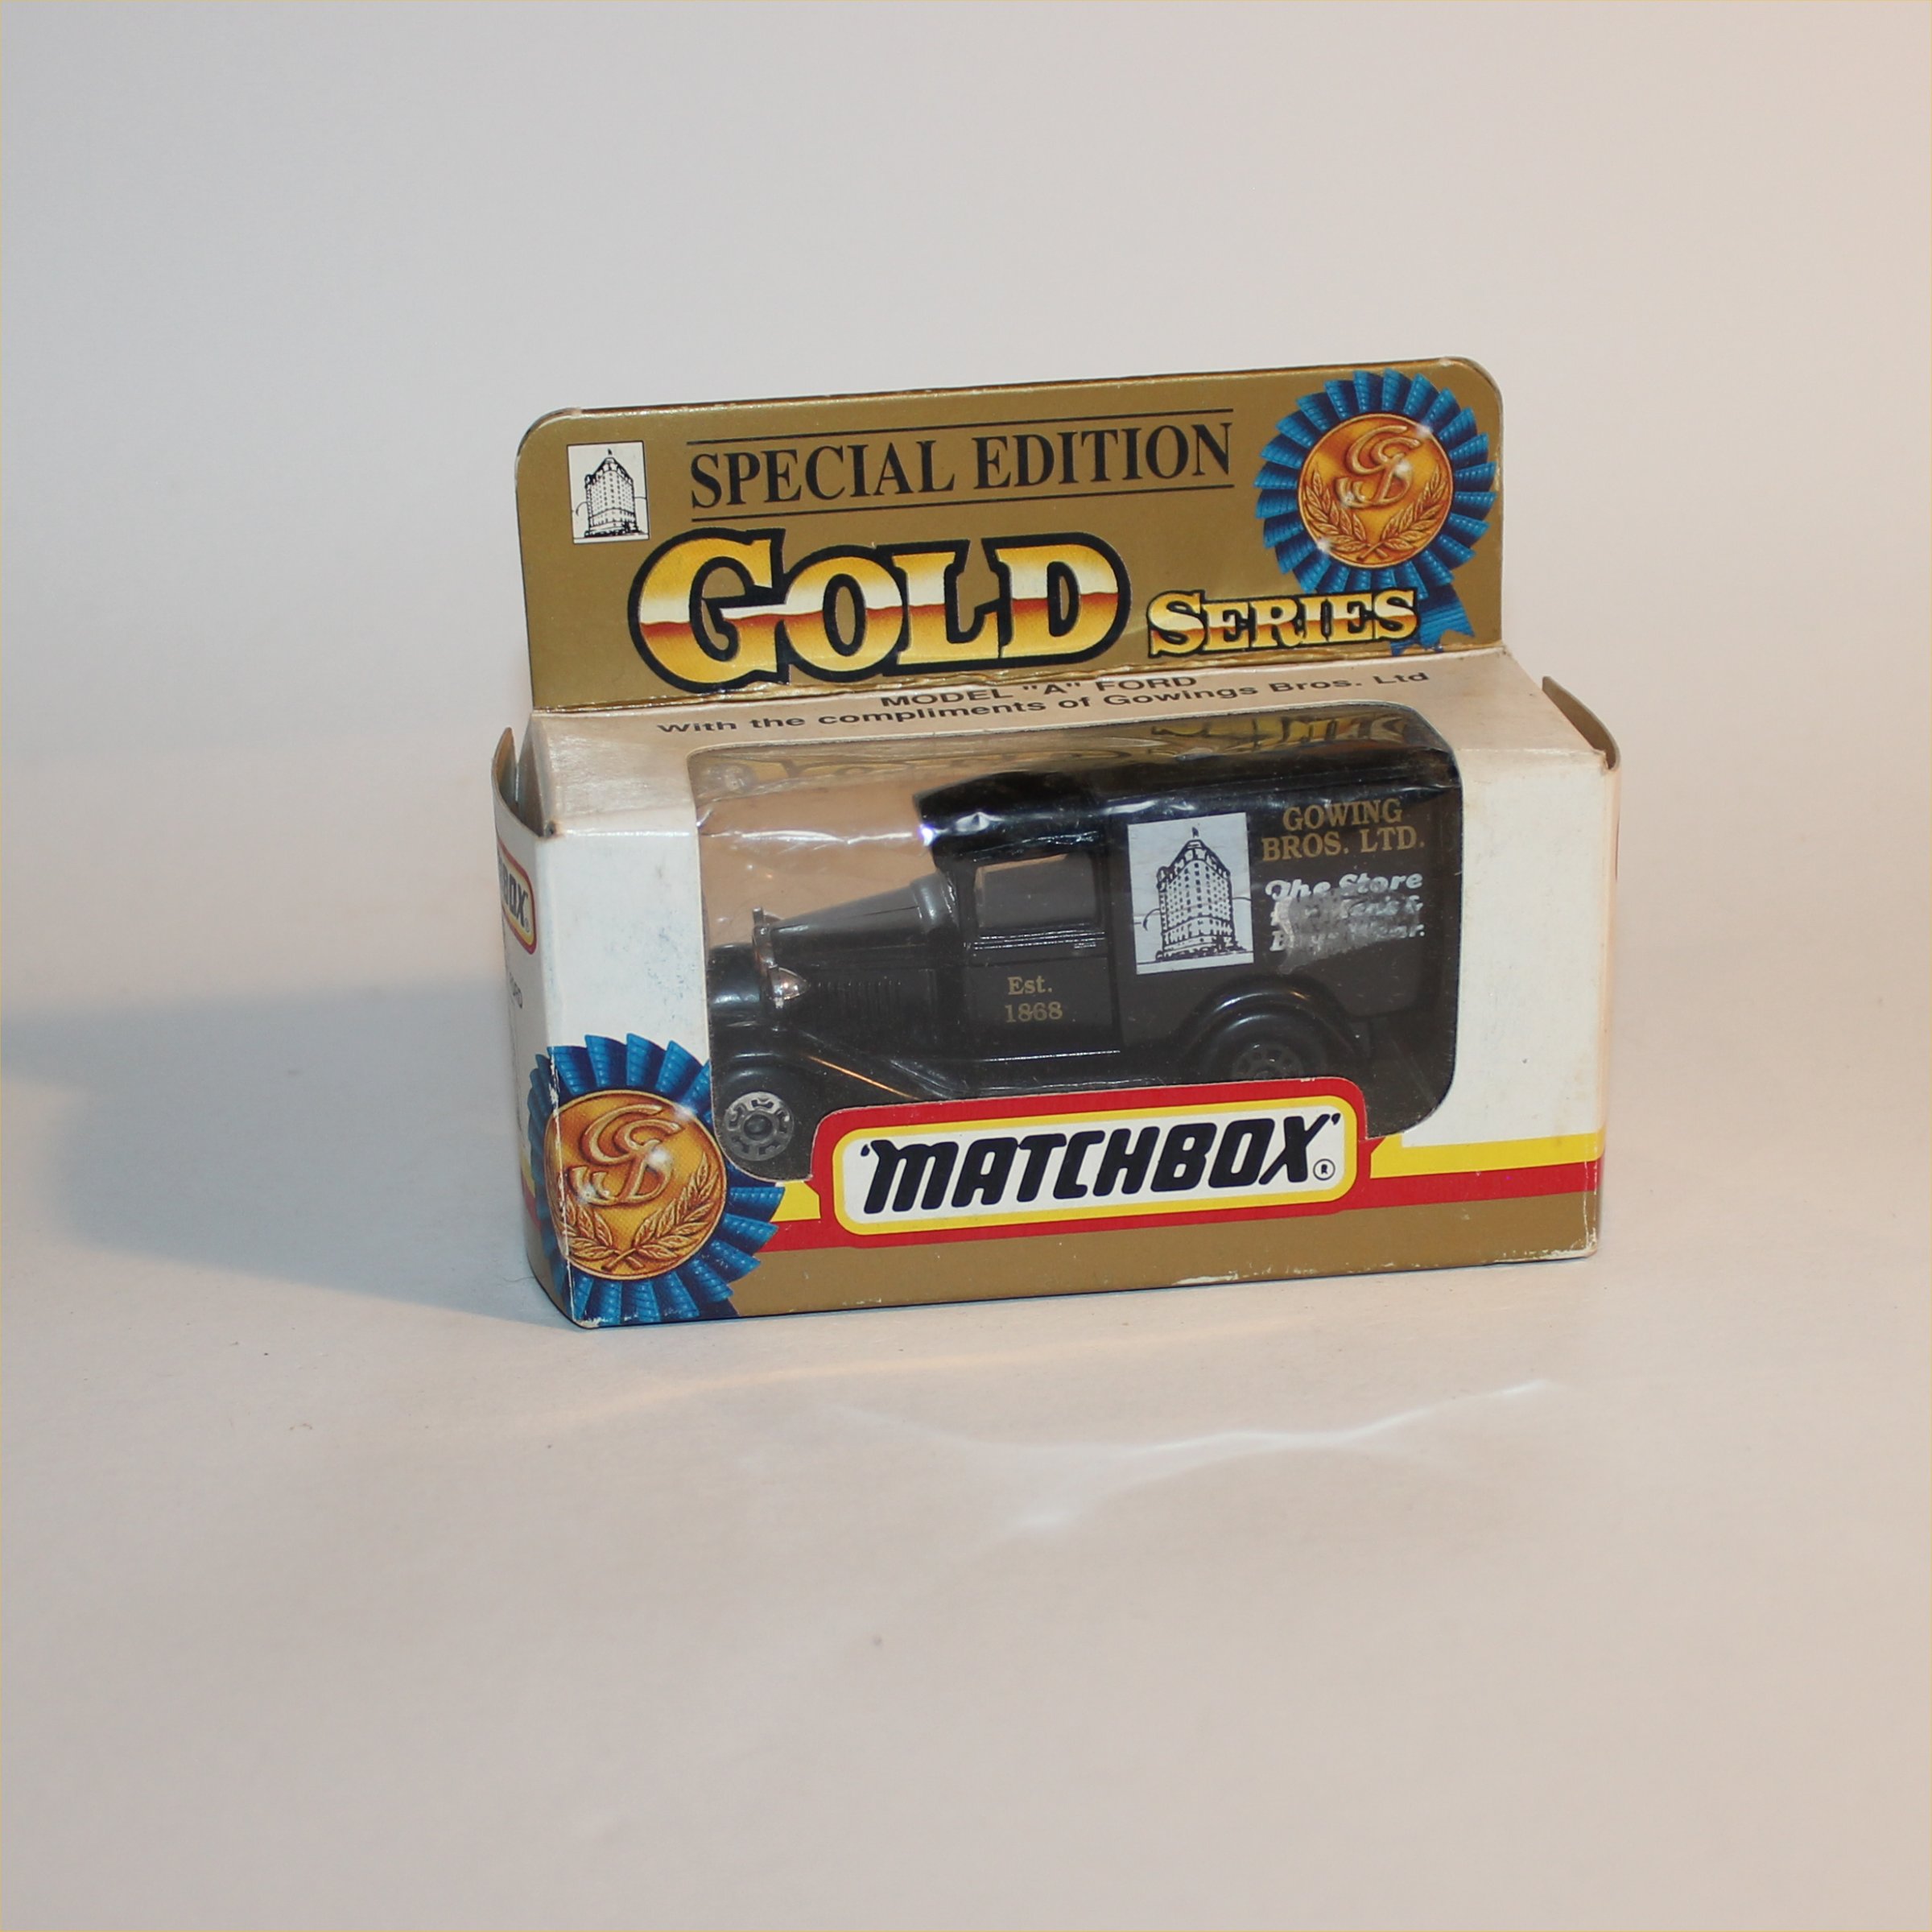 SPECIAL EDITION
GOLD SERIES
MODEL "A" FORD
With the compliments of Gowings Bros. Ltd
GOWING
BROS. LTD.
The Store
&
Est.
1868
'MATCHBOX'®